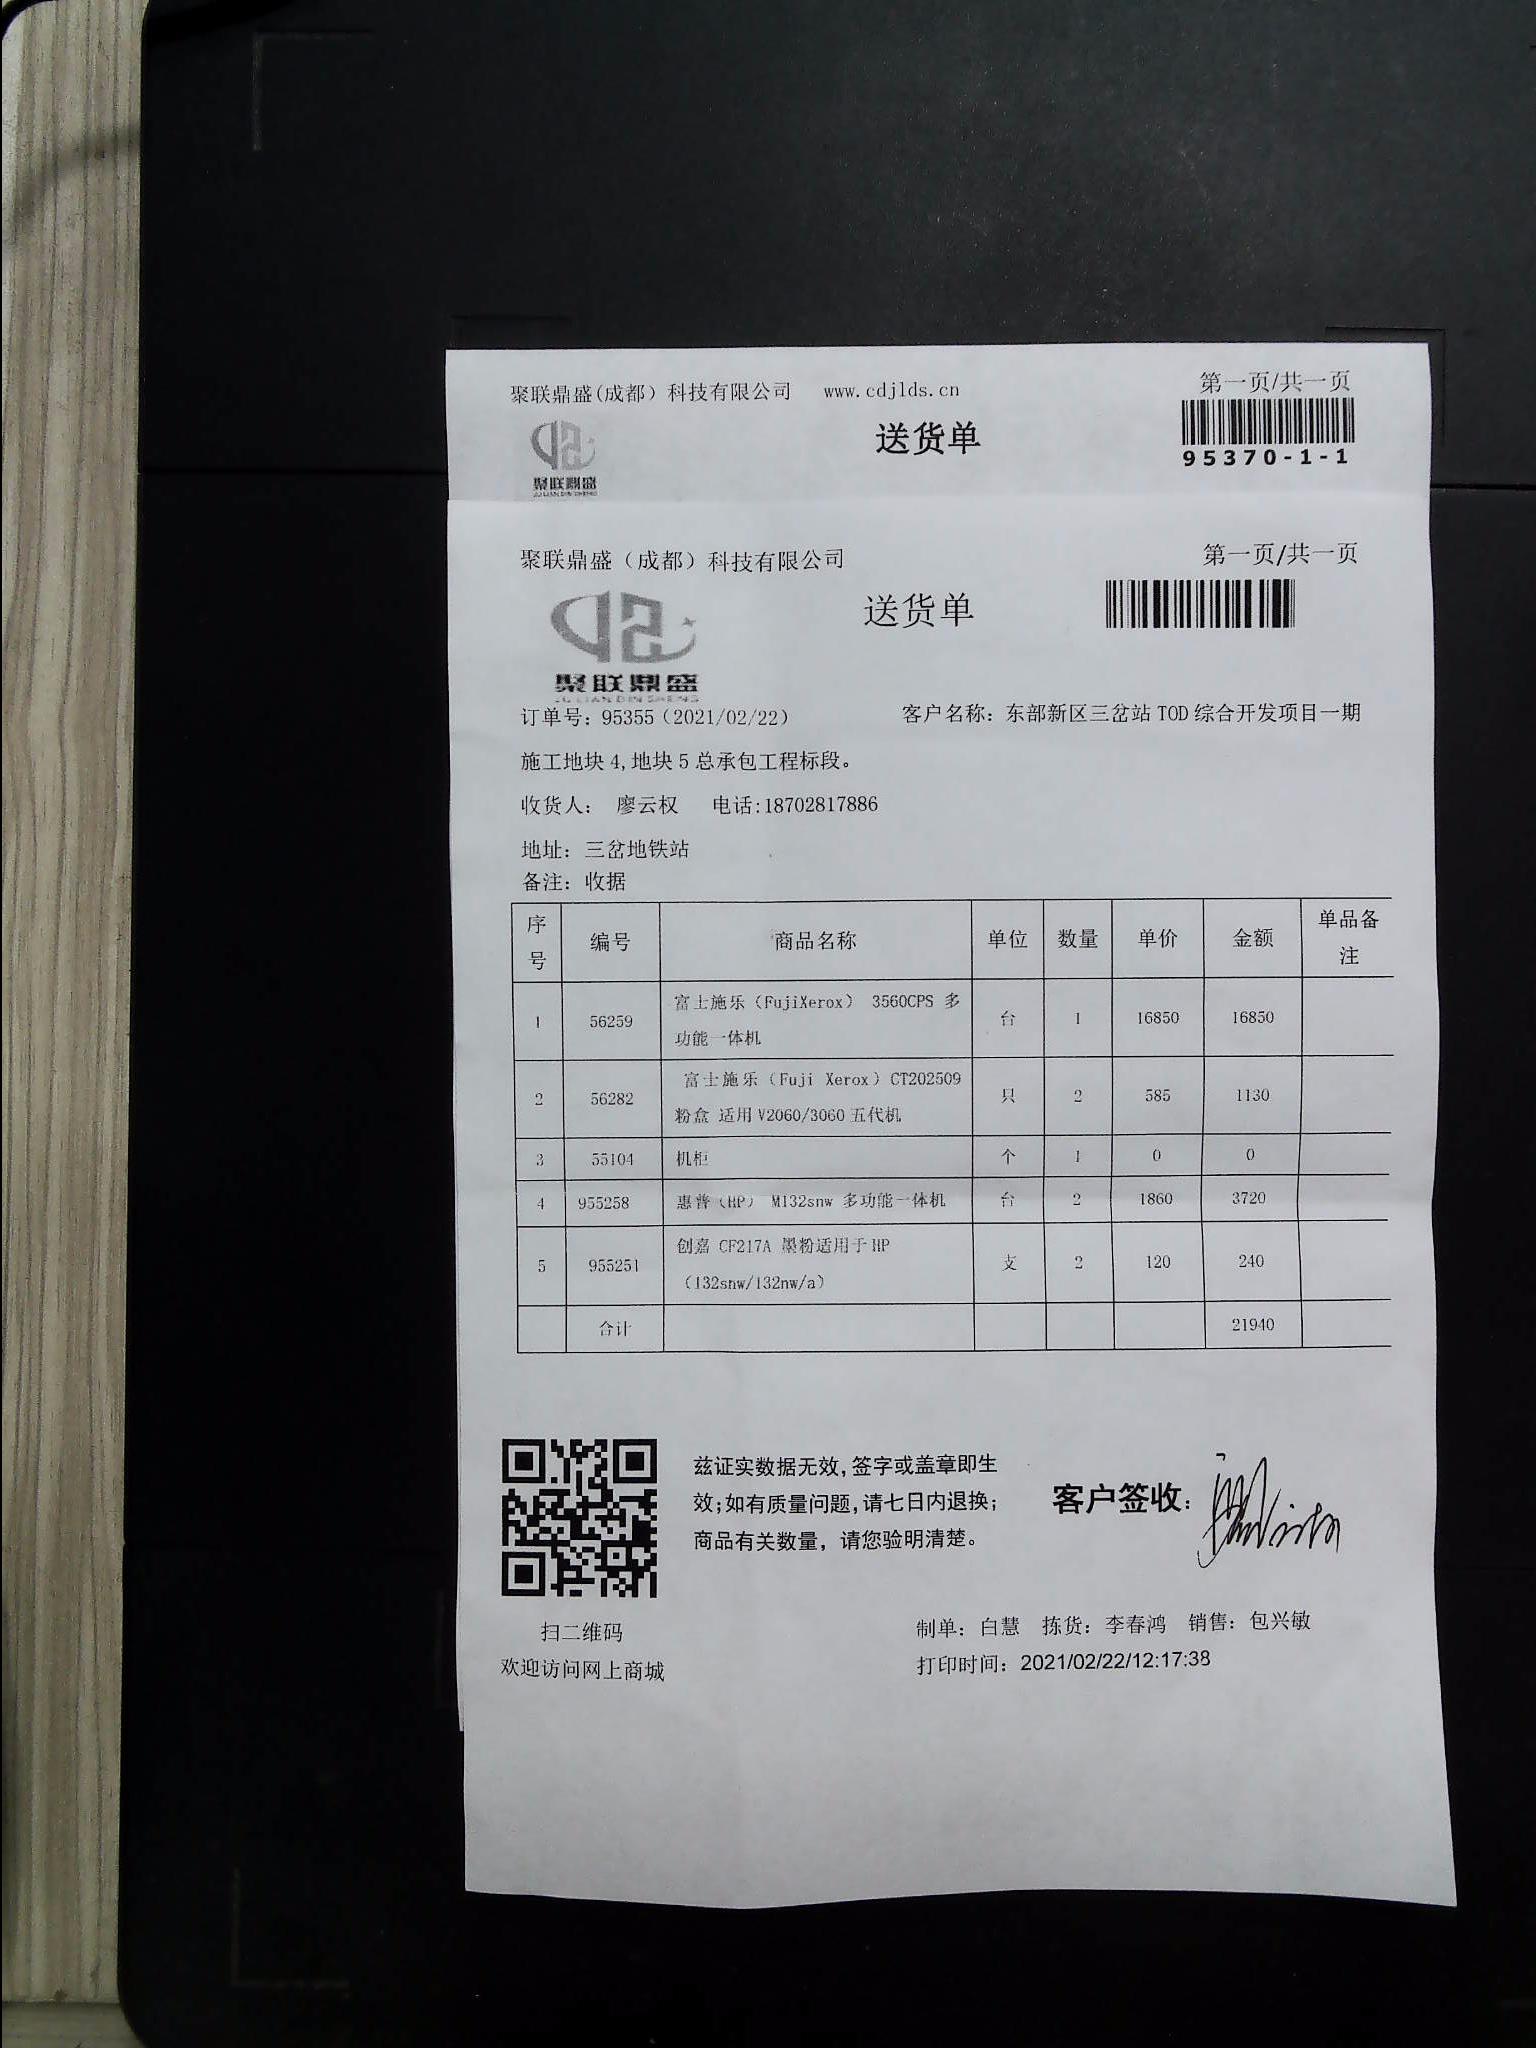 聚联鼎盛(成都）科技有限公司 www.cdjlds.cn
第一页/共一页
送货单
95370-1-1
聚联鼎盛
聚联鼎盛（成都）科技有限公司
第一页/共一页
送货单
聚联鼎盛
JU LIAN DIN SHENG
订单号：95355（2021/02/22） 客户名称：东部新区三岔站 TOD 综合开发项目一期
施工地块 4,地块 5 总承包工程标段。
收货人： 廖云权 电话:18702817886
地址：三岔地铁站
备注：收据
序号 编号 商品名称 单位 数量 单价 金额 单品备注
1 56259 富士施乐（FujiXerox） 3560CPS 多功能一体机 台 1 16850 16850
2 56282 富士施乐（Fuji Xerox）CT202509 粉盒 适用 V2060/3060 五代机 只 2 585 1130
3 55104 机柜 个 1 0 0
4 955258 惠普（HP） M132snw 多功能一体机 台 2 1860 3720
5 955251 创嘉 CF217A 墨粉适用于 HP（132snw/132nw/a） 支 2 120 240
合计 21940
兹证实数据无效,签字或盖章即生
效;如有质量问题,请七日内退换;
商品有关数量，请您验明清楚。
客户签收：
扫二维码
欢迎访问网上商城
制单：白慧 拣货：李春鸿 销售：包兴敏
打印时间：2021/02/22/12:17:38